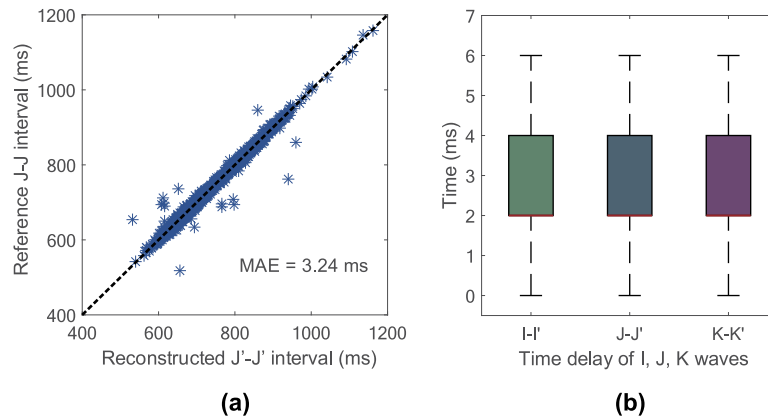 1200
1000
800
600
400
Reference J-J interval (ms)
MAE = 3.24 ms
400
600
800
1000
1200
Reconstructed J'-J' interval (ms)
(a)
7
6
5
4
3
2
1
0
Time (ms)
I-I'
J-J'
K-K'
Time delay of I, J, K waves
(b)